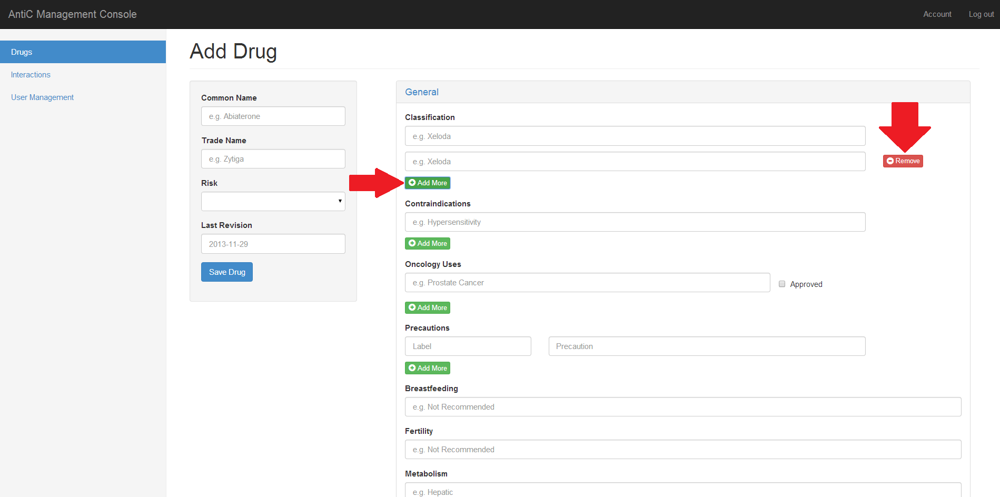 AntiC Management Console
Account
Log out
Drugs
Interactions
User Management
Add Drug
Common Name
e.g. Abiaterone
Trade Name
e.g. Zytiga
Risk
Last Revision
2013-11-29
Save Drug
General
Classification
e.g. Xeloda
e.g. Xeloda
Remove
Add More
Contraindications
e.g. Hypersensitivity
Add More
Oncology Uses
e.g. Prostate Cancer
Approved
Add More
Precautions
Label
Precaution
Add More
Breastfeeding
e.g. Not Recommended
Fertility
e.g. Not Recommended
Metabolism
e.g. Hepatic